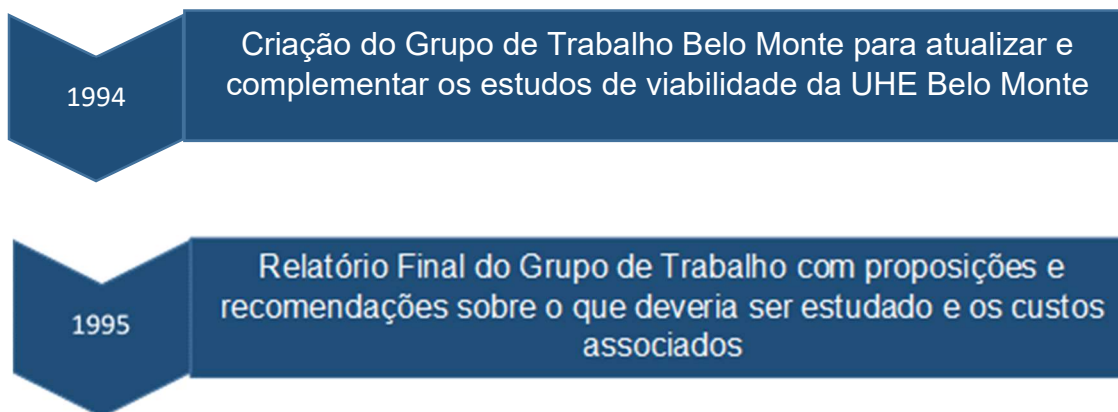 1994
Criação do Grupo de Trabalho Belo Monte para atualizar e
complementar os estudos de viabilidade da UHE Belo Monte
1995
Relatório Final do Grupo de Trabalho com proposições e
recomendações sobre o que deveria ser estudado e os custos
associados